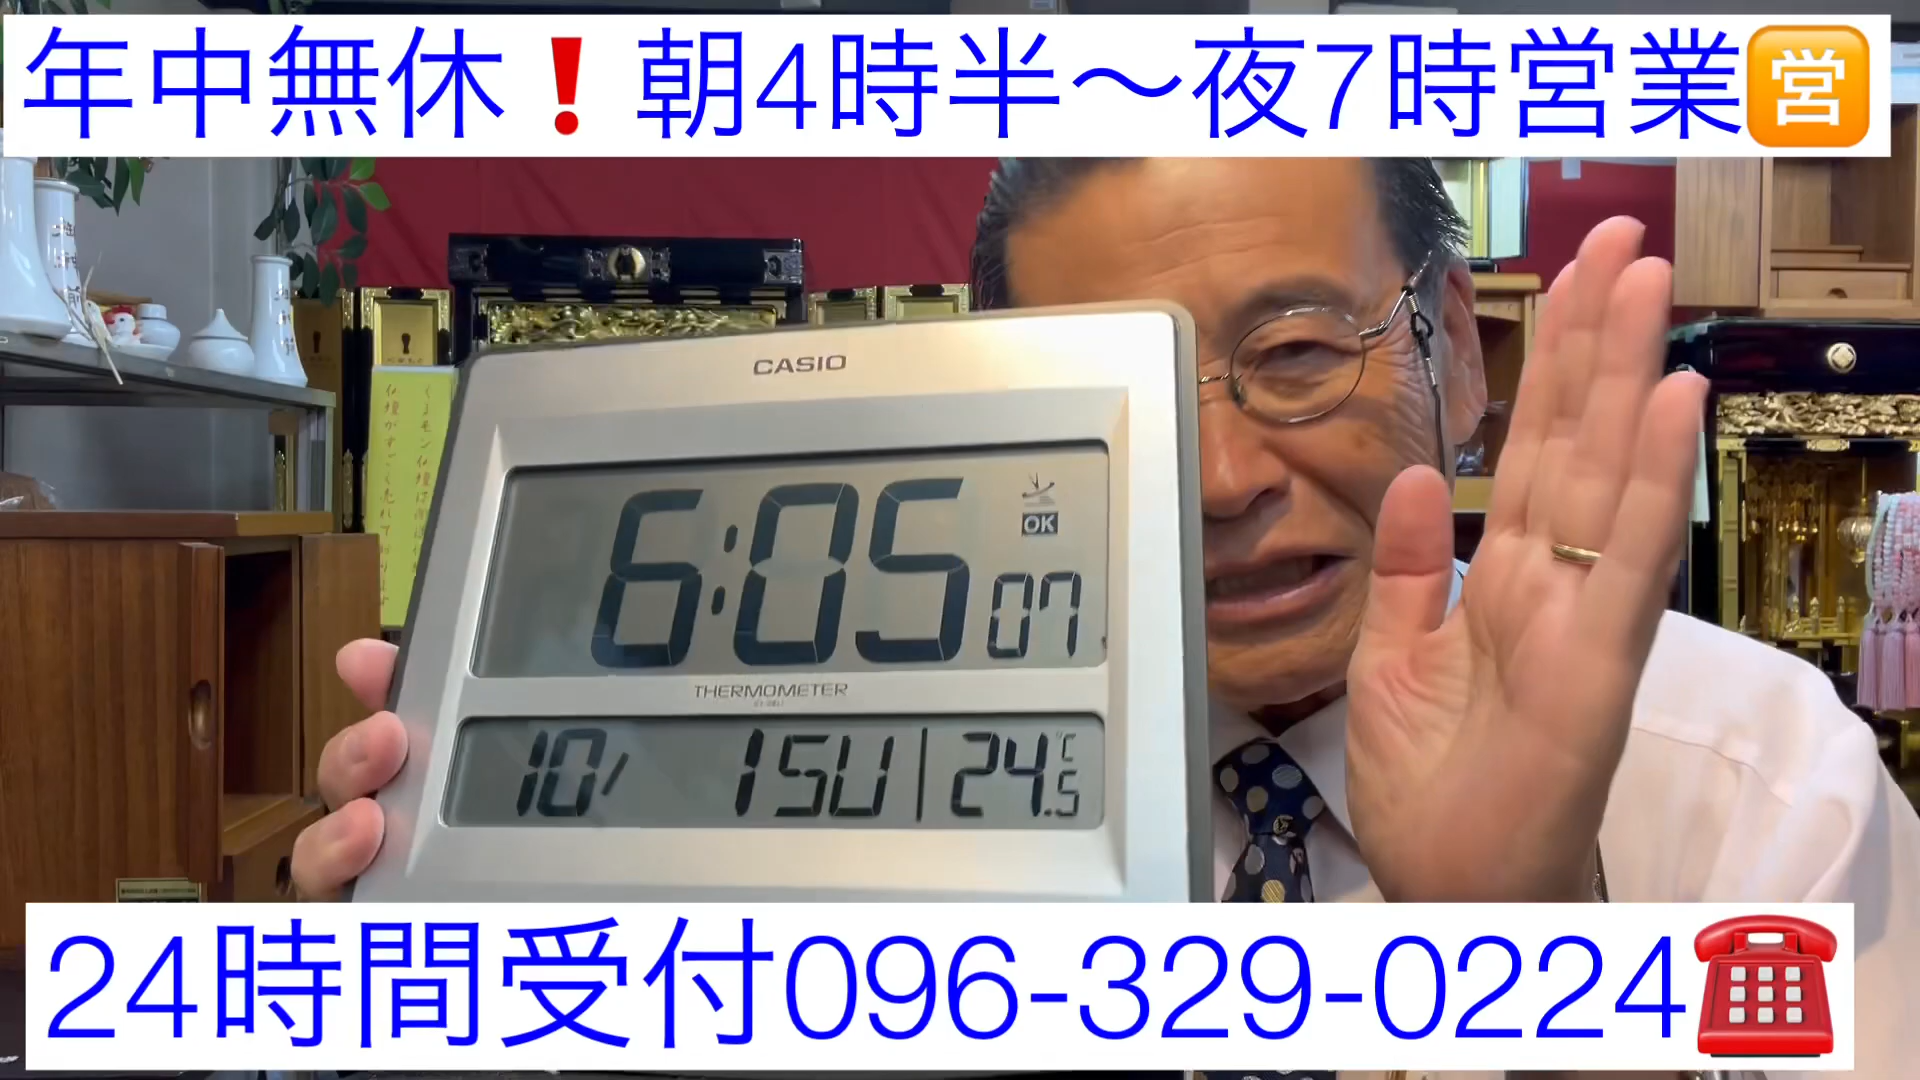 年中無休❗朝4時半〜夜7時営業🈺
CASIO
6:05 07
OK
THERMOMETER
10/ 1 SU 24.5 ℃
24時間受付096-329-0224☎